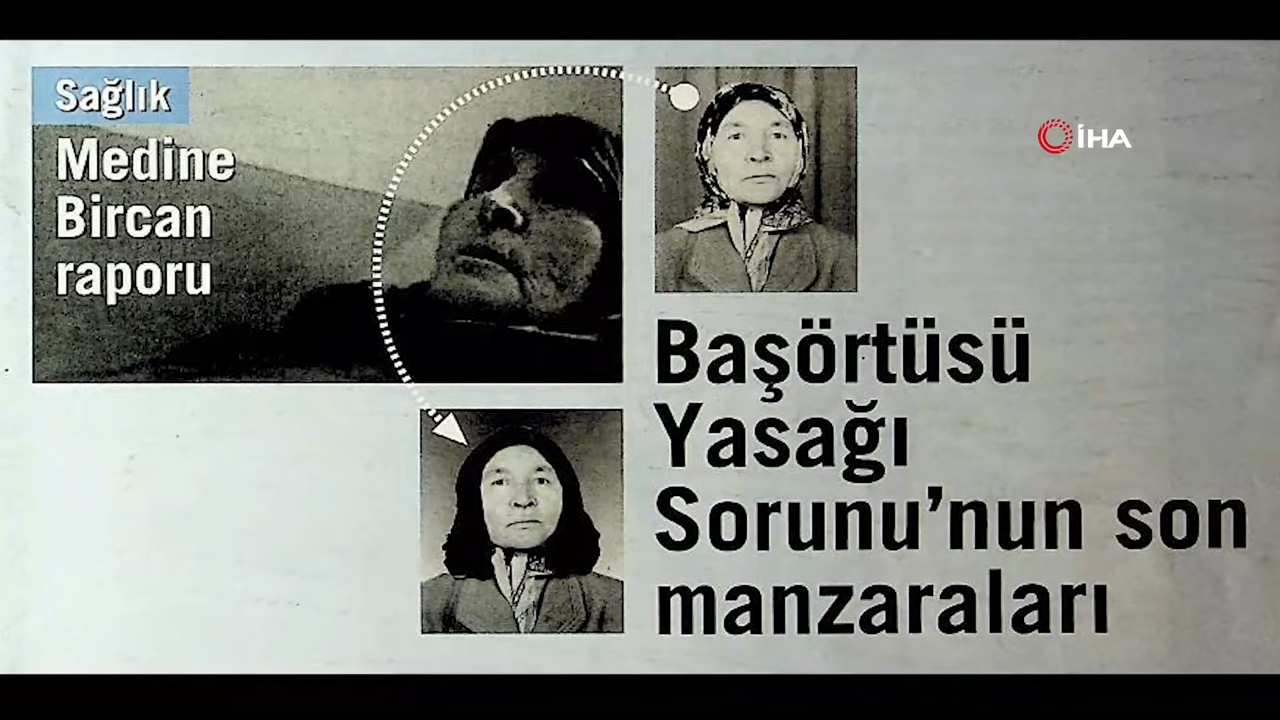 Sağlık
Medine
Bircan
raporu
İHA
Başörtüsü
Yasağı
Sorunu'nun son
manzaraları